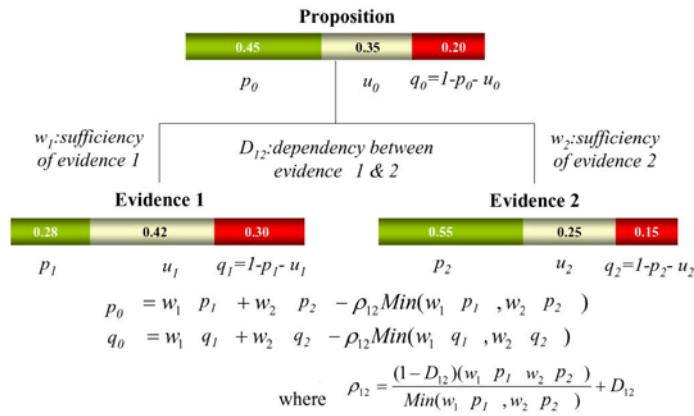 Proposition
0.45 0.35 0.20
p₀ u₀ q₀=1-p₀- u₀
w₁:sufficiency of evidence 1
D₁₂:dependency between evidence 1 & 2
w₂:sufficiency of evidence 2
Evidence 1 Evidence 2
0.28 0.42 0.30 0.55 0.25 0.15
p₁ u₁ q₁=1-p₁- u₁ p₂ u₂ q₂=1-p₂- u₂
p₀ = w₁ p₁ + w₂ p₂ - ρ₁₂Min(w₁ p₁ , w₂ p₂ )
q₀ = w₁ q₁ + w₂ q₂ - ρ₁₂Min(w₁ q₁ , w₂ q₂ )
where ρ₁₂ = (1-D₁₂)(w₁ p₁ w₂ p₂ ) / Min(w₁ p₁ , w₂ p₂ ) + D₁₂